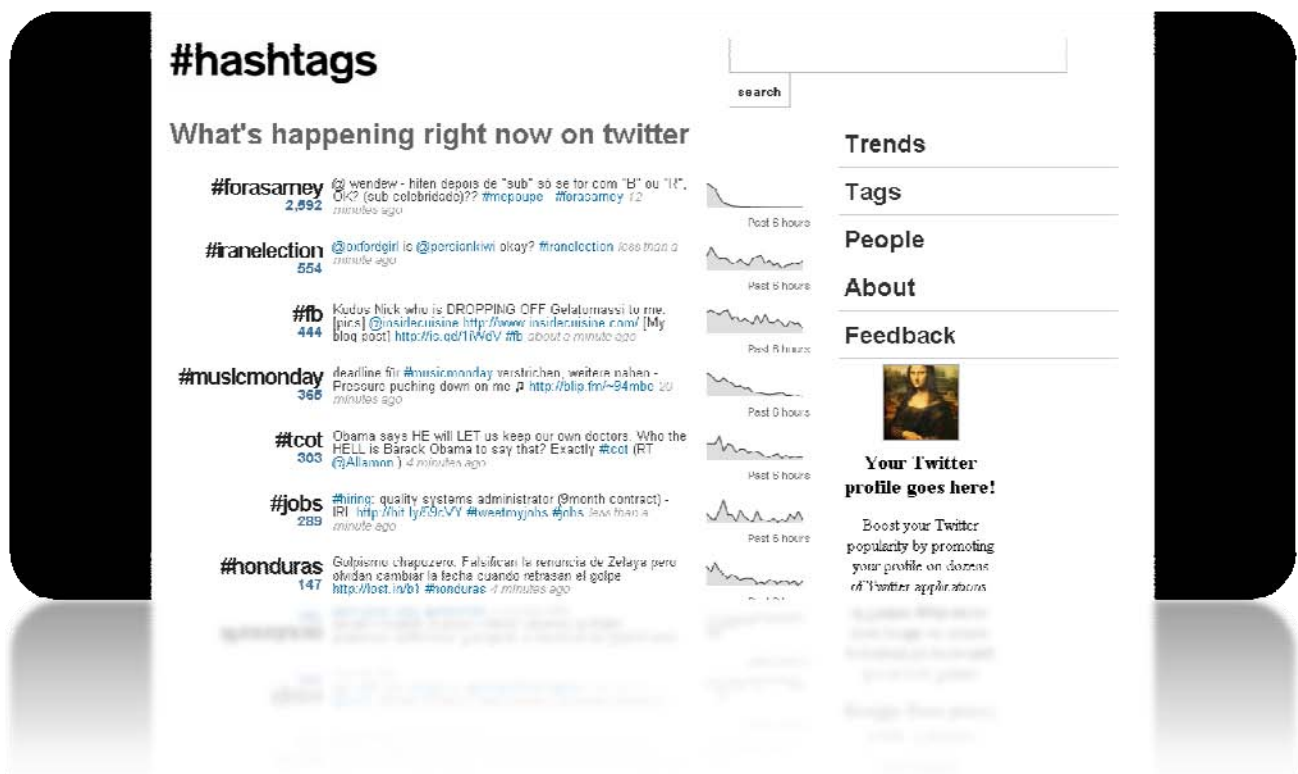 #hashtags
search
What's happening right now on twitter
#forasarney
2,592
@ wendew - hifen depois de "sub" só se for com "B" ou "R",
OK? (sub celebridade)?? #mepoupe #forasarney 12
minutes ago
Past 6 hours
#iranelection
554
@oxfordgirl is @persiankiwi okay? #iranelection less than a
minute ago
Past 6 hours
#fb
444
Kudos Nick who is DROPPING OFF Gelatomassi to me.
[pics] @insidecuisine http://www.insidecuisine.com/ [My
blog post] #fb about a minute ago
Past 6 hours
#musicmonday
365
deadline für #musicmonday verstrichen, weitere nahen -
Pressure pushing down on me ♫ http://blip.fm/~94mbc 20
minutes ago
Past 6 hours
#tcot
303
Obama says HE will LET us keep our own doctors. Who the
HELL is Barack Obama to say that? Exactly #tcot (RT
@Allamon ) 4 minutes ago
Past 6 hours
#jobs
289
#hiring: quality systems administrator (9month contract) -
IRL #tweetmyjobs #jobs less than a
minute ago
Past 6 hours
#honduras
147
Golpismo chapuzero. Falsifican la renuncia de Zelaya pero
olvidan cambiar la fecha cuando retrasan el golpe
#honduras 4 minutes ago
Trends
Tags
People
About
Feedback
Your Twitter
profile goes here!
Boost your Twitter
popularity by promoting
your profile on dozens
of Twitter applications